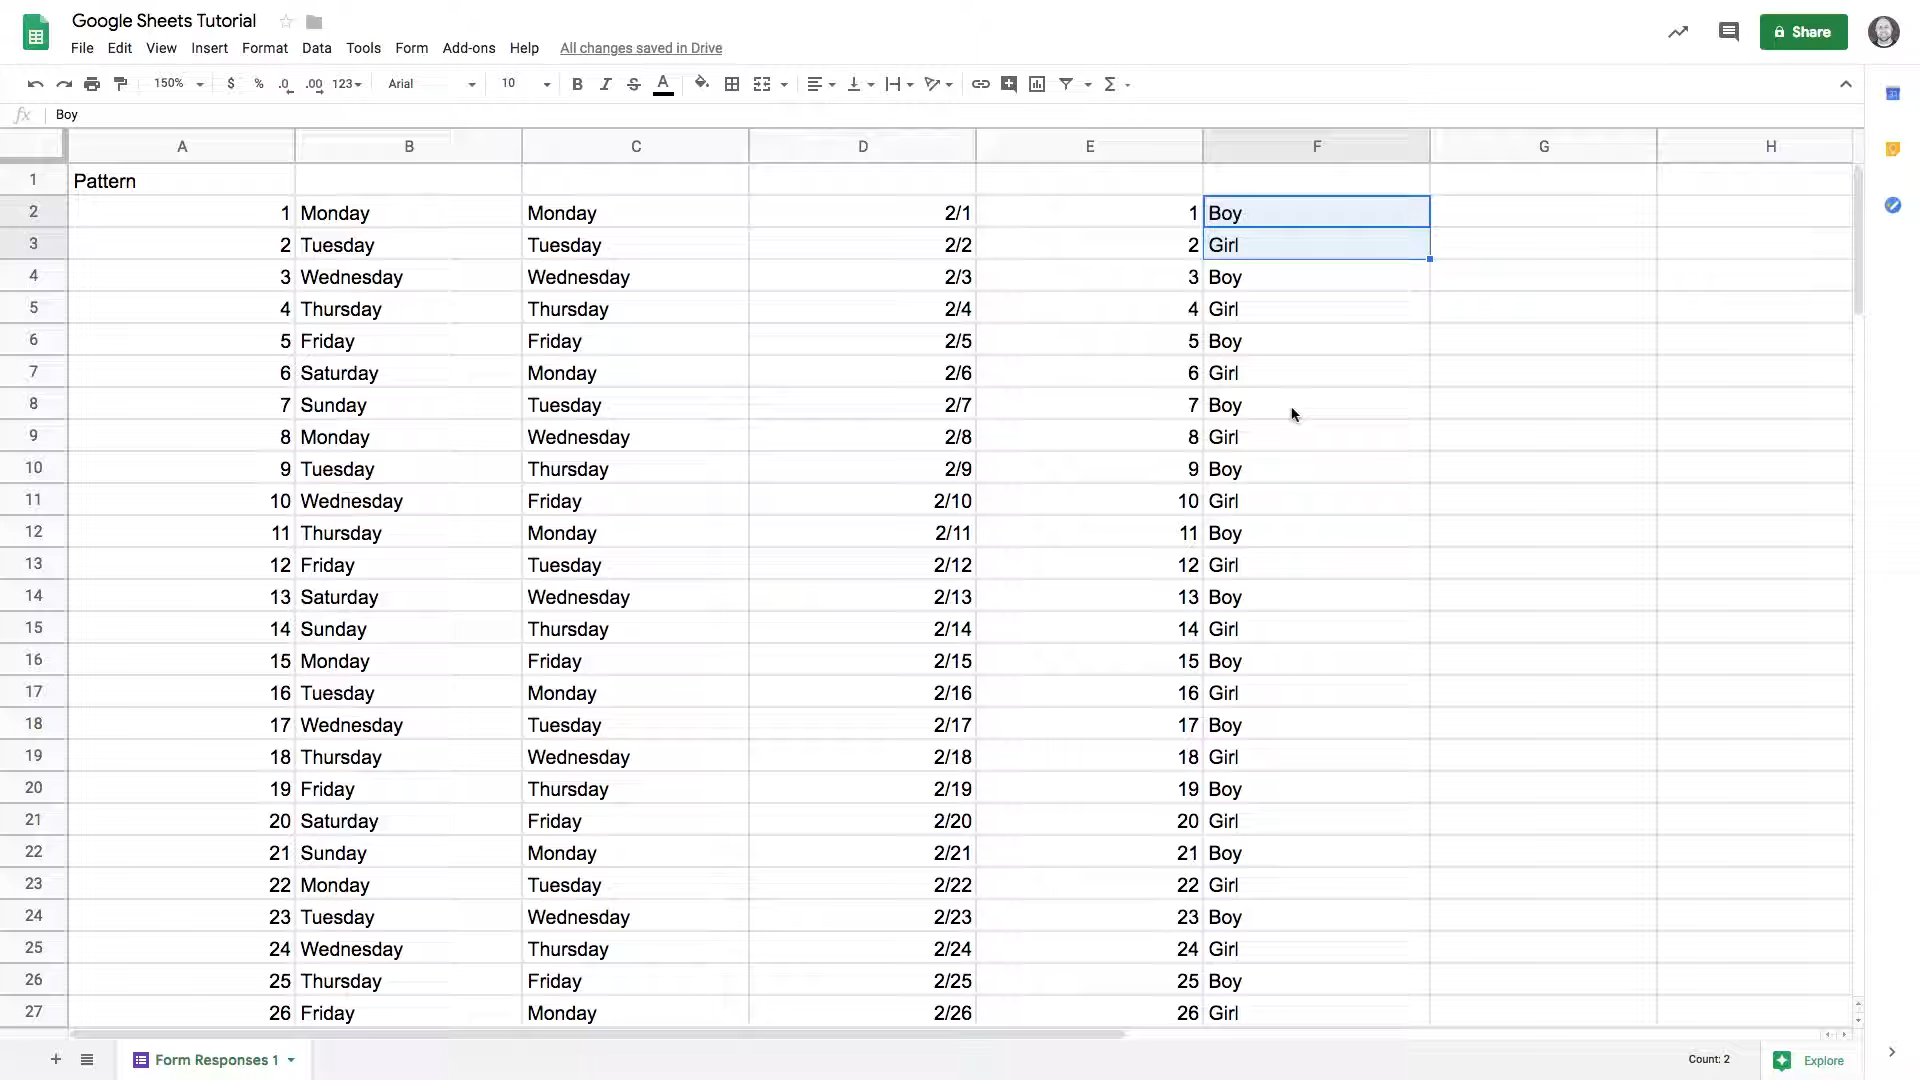 Google Sheets Tutorial
File Edit View Insert Format Data Tools Form Add-ons Help All changes saved in Drive
Share
150% $ % .0 .00 123 Arial 10 B I S A Σ
31
fx Boy
A B C D E F G H
1 Pattern
2 1 Monday Monday 2/1 1 Boy
3 2 Tuesday Tuesday 2/2 2 Girl
4 3 Wednesday Wednesday 2/3 3 Boy
5 4 Thursday Thursday 2/4 4 Girl
6 5 Friday Friday 2/5 5 Boy
7 6 Saturday Monday 2/6 6 Girl
8 7 Sunday Tuesday 2/7 7 Boy
9 8 Monday Wednesday 2/8 8 Girl
10 9 Tuesday Thursday 2/9 9 Boy
11 10 Wednesday Friday 2/10 10 Girl
12 11 Thursday Monday 2/11 11 Boy
13 12 Friday Tuesday 2/12 12 Girl
14 13 Saturday Wednesday 2/13 13 Boy
15 14 Sunday Thursday 2/14 14 Girl
16 15 Monday Friday 2/15 15 Boy
17 16 Tuesday Monday 2/16 16 Girl
18 17 Wednesday Tuesday 2/17 17 Boy
19 18 Thursday Wednesday 2/18 18 Girl
20 19 Friday Thursday 2/19 19 Boy
21 20 Saturday Friday 2/20 20 Girl
22 21 Sunday Monday 2/21 21 Boy
23 22 Monday Tuesday 2/22 22 Girl
24 23 Tuesday Wednesday 2/23 23 Boy
25 24 Wednesday Thursday 2/24 24 Girl
26 25 Thursday Friday 2/25 25 Boy
27 26 Friday Monday 2/26 26 Girl
Form Responses 1 Count: 2 Explore